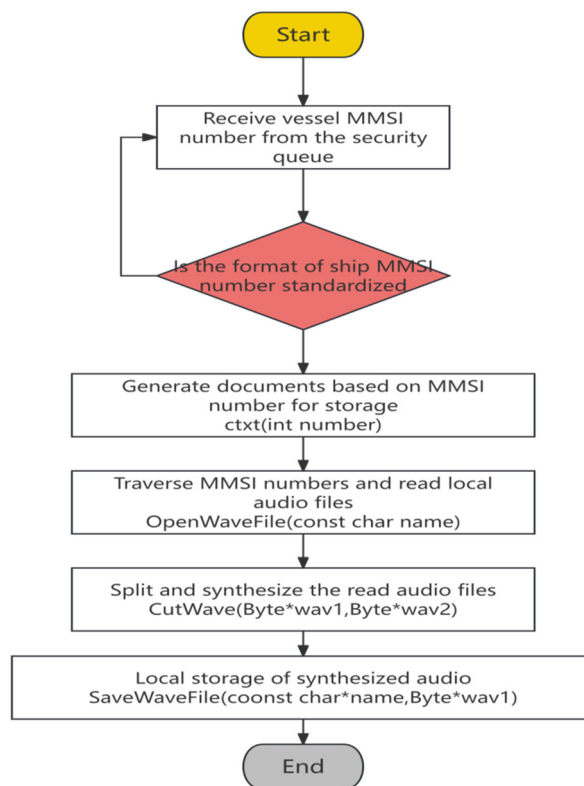 Start
Receive vessel MMSI
number from the security
queue
Is the format of ship MMSI
number standardized
Generate documents based on MMSI
number for storage
ctxt(int number)
Traverse MMSI numbers and read local
audio files
OpenWaveFile(const char name)
Split and synthesize the read audio files
CutWave(Byte*wav1,Byte*wav2)
Local storage of synthesized audio
SaveWaveFile(coonst char*name,Byte*wav1)
End